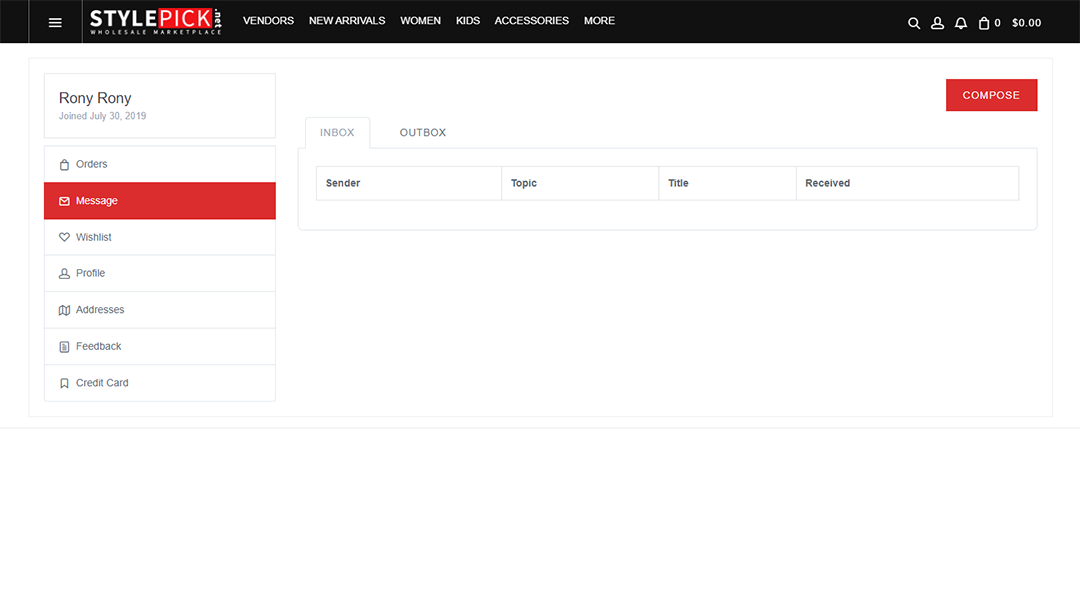 STYLEPICK.net
WHOLESALE MARKETPLACE
VENDORS NEW ARRIVALS WOMEN KIDS ACCESSORIES MORE
0 $0.00
Rony Rony
Joined July 30, 2019
Orders
Message
Wishlist
Profile
Addresses
Feedback
Credit Card
COMPOSE
INBOX OUTBOX
Sender Topic Title Received